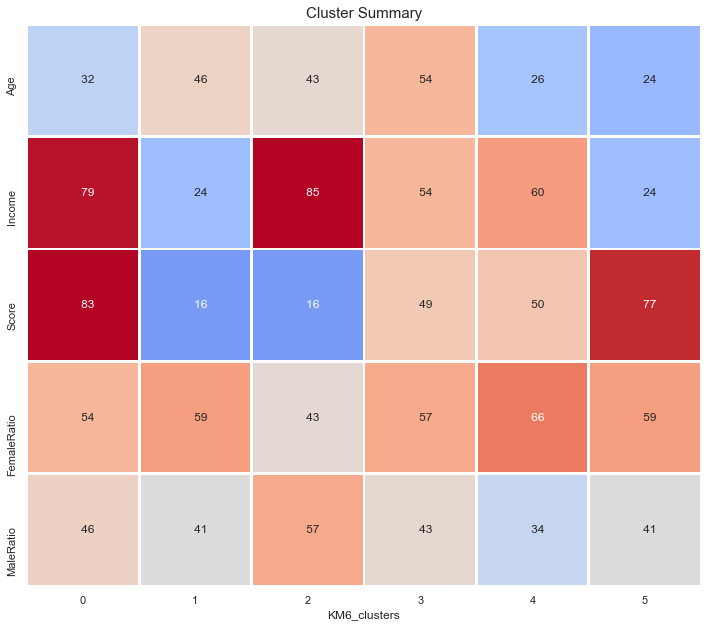 Cluster Summary
Age 32 46 43 54 26 24
Income 79 24 85 54 60 24
Score 83 16 16 49 50 77
FemaleRatio 54 59 43 57 66 59
MaleRatio 46 41 57 43 34 41
0 1 2 3 4 5
KM6_clusters